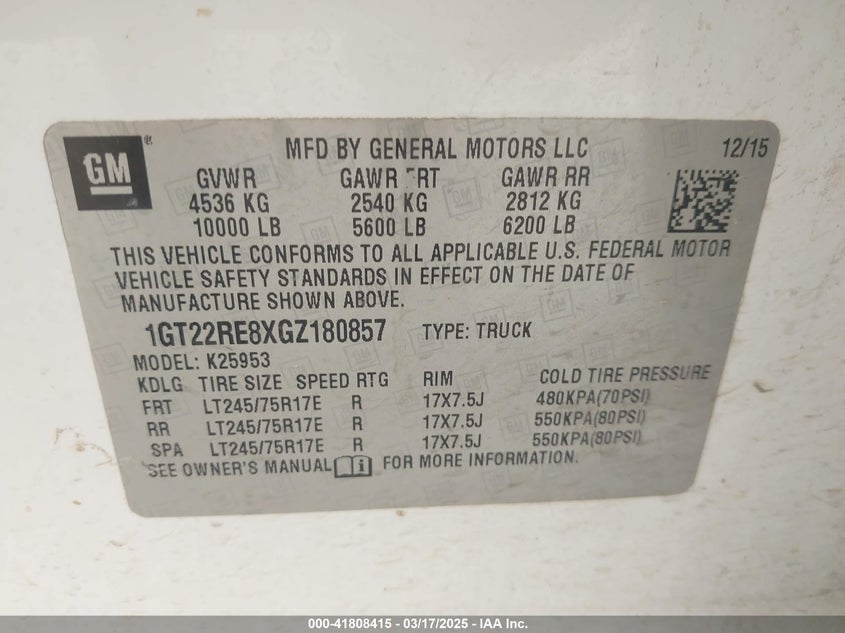 GM ®
MFD BY GENERAL MOTORS LLC 12/15
GVWR GAWR FRT GAWR RR
4536 KG 2540 KG 2812 KG
10000 LB 5600 LB 6200 LB
THIS VEHICLE CONFORMS TO ALL APPLICABLE U.S. FEDERAL MOTOR
VEHICLE SAFETY STANDARDS IN EFFECT ON THE DATE OF
MANUFACTURE SHOWN ABOVE.
1GT22RE8XGZ180857 TYPE: TRUCK
MODEL: K25953
KDLG TIRE SIZE SPEED RTG RIM COLD TIRE PRESSURE
FRT LT245/75R17E R 17X7.5J 480KPA(70PSI)
RR LT245/75R17E R 17X7.5J 550KPA(80PSI)
SPA LT245/75R17E R 17X7.5J 550KPA(80PSI)
SEE OWNER'S MANUAL i FOR MORE INFORMATION.
000-41808415 - 03/17/2025 - IAA Inc.